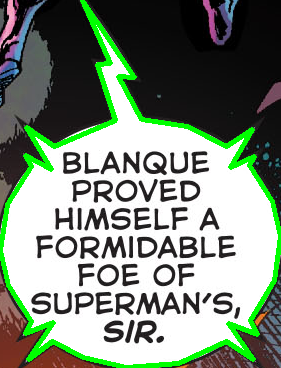 BLANQUE
PROVED
HIMSELF A
FORMIDABLE
FOE OF
SUPERMAN'S,
SIR.